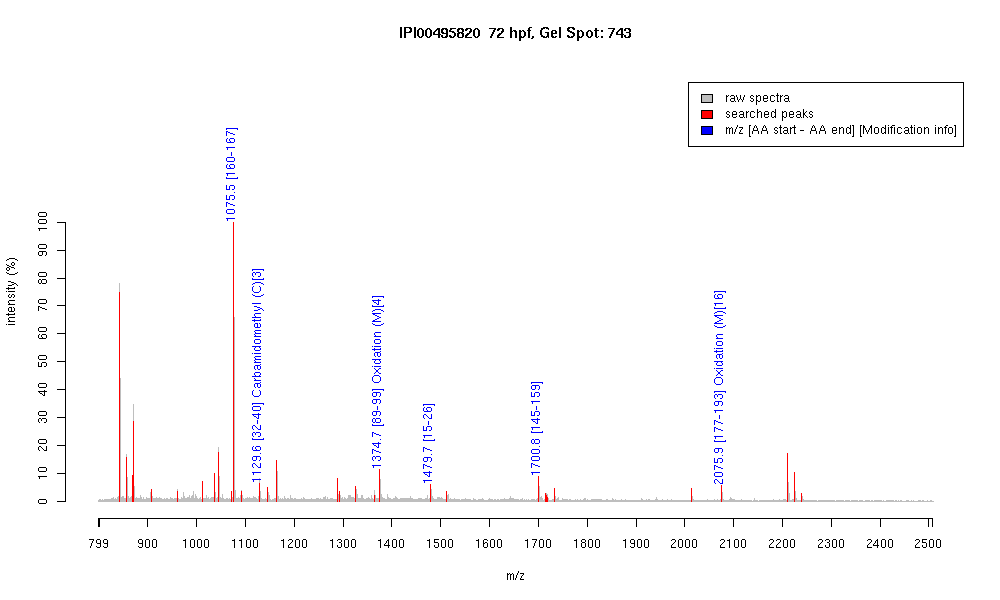 IPI00495820 72 hpf, Gel Spot: 743
raw spectra
searched peaks
m/z [AA start - AA end] [Modification info]
1075.5 [160-167]
1129.6 [32-40] Carbamidomethyl (C)[3]
1374.7 [89-99] Oxidation (M)[4]
1479.7 [15-26]
1700.8 [145-159]
2075.9 [177-193] Oxidation (M)[16]
intensity (%)
100
90
80
70
60
50
40
30
20
10
0
799 900 1000 1100 1200 1300 1400 1500 1600 1700 1800 1900 2000 2100 2200 2300 2400 2500
m/z